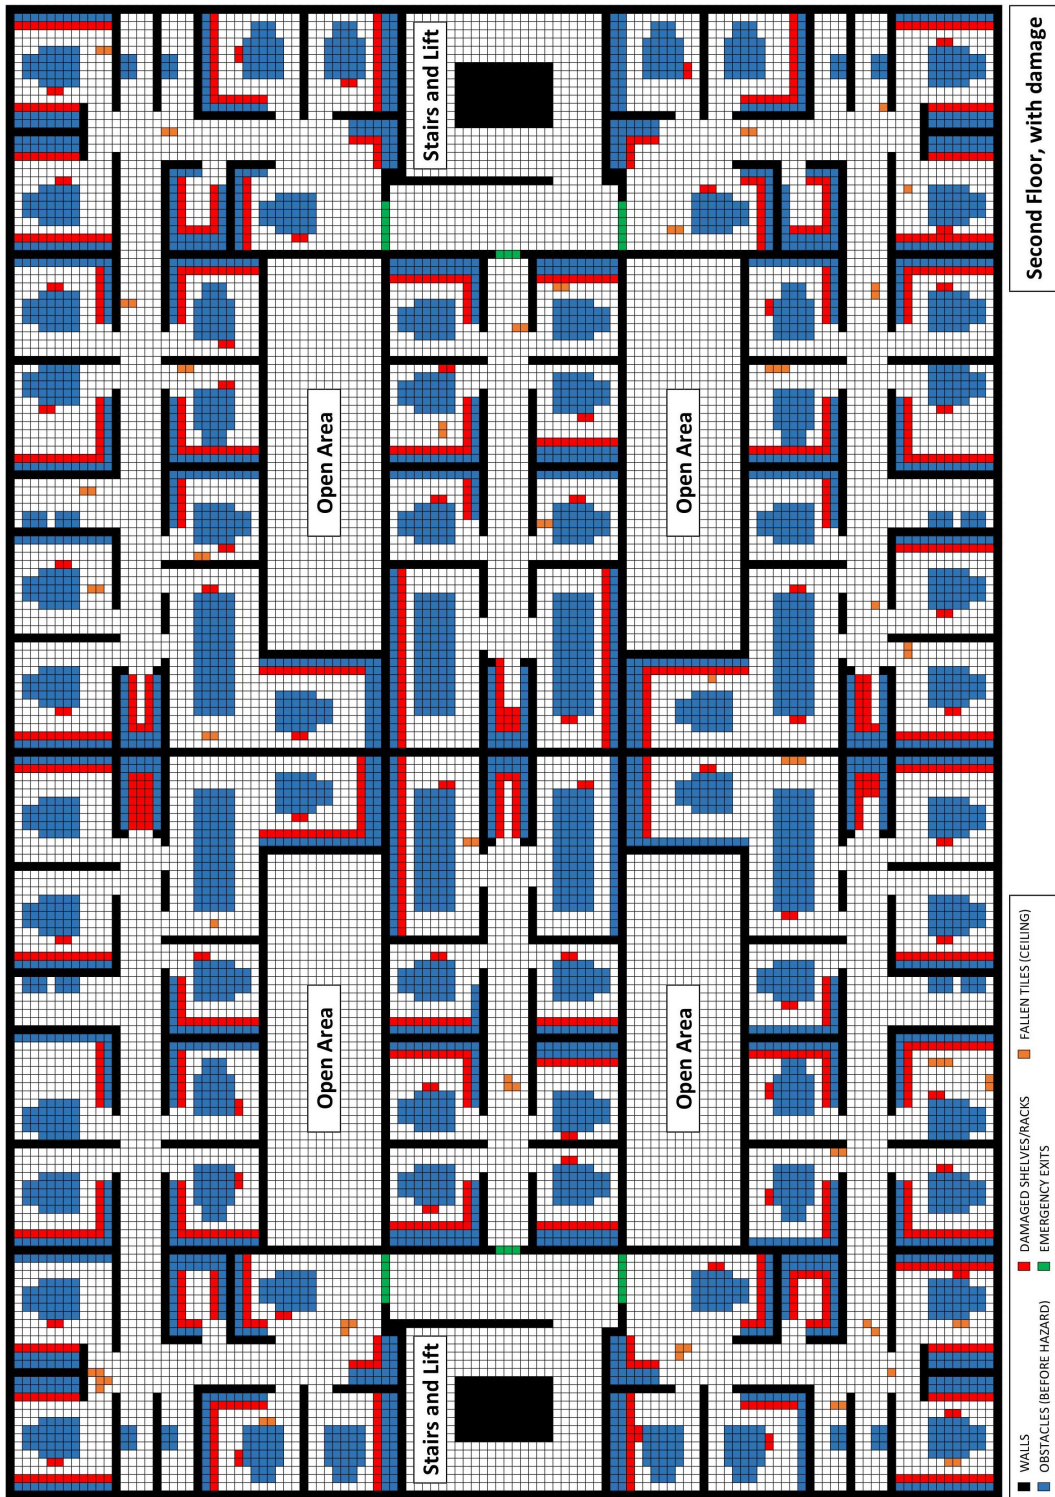 Stairs and Lift
Stairs and Lift
Open Area
Open Area
Open Area
Open Area
Second Floor, with damage
WALLS
OBSTACLES (BEFORE HAZARD)
DAMAGED SHELVES/RACKS
EMERGENCY EXITS
FALLEN TILES (CEILING)